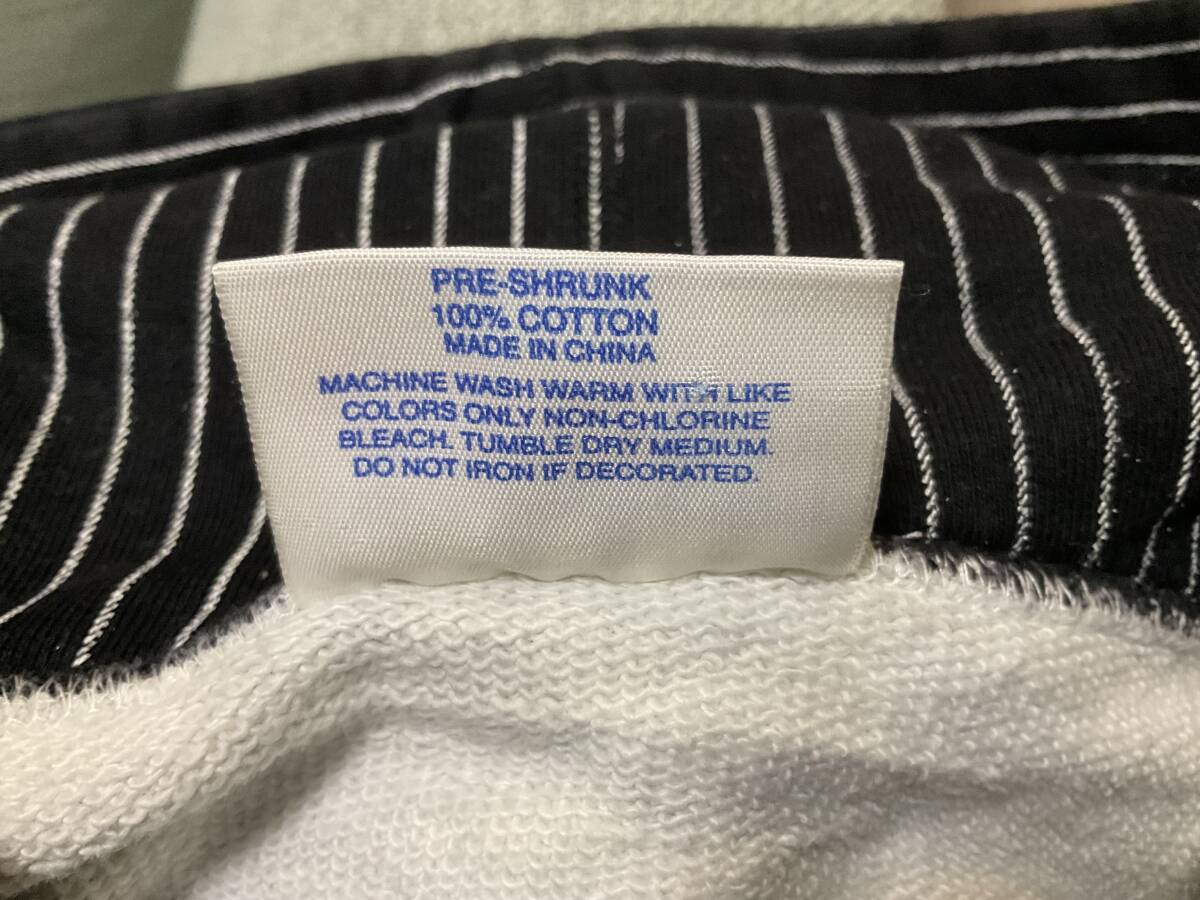 PRE-SHRUNK
100% COTTON
MADE IN CHINA
MACHINE WASH WARM WITH LIKE
COLORS ONLY NON-CHLORINE
BLEACH. TUMBLE DRY MEDIUM.
DO NOT IRON IF DECORATED.